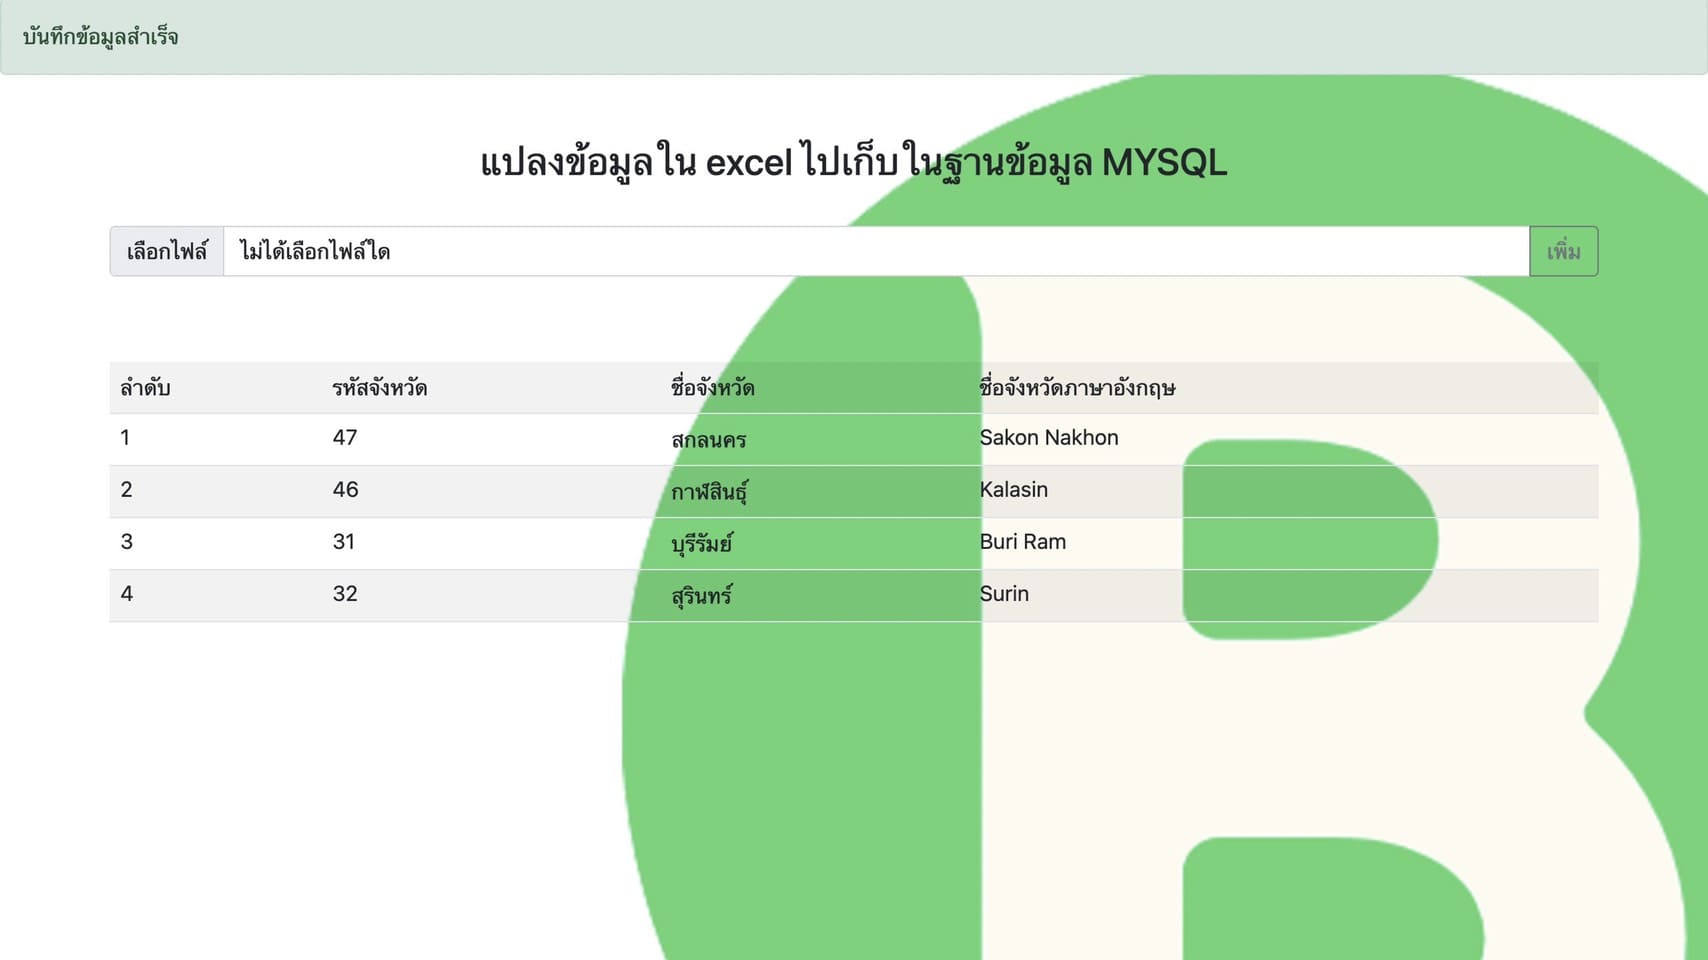 บันทึกข้อมูลสำเร็จ
แปลงข้อมูลใน excel ไปเก็บในฐานข้อมูล MYSQL
เลือกไฟล์ ไม่ได้เลือกไฟล์ใด เพิ่ม
ลำดับ รหัสจังหวัด ชื่อจังหวัด ชื่อจังหวัดภาษาอังกฤษ
1 47 สกลนคร Sakon Nakhon
2 46 กาฬสินธุ์ Kalasin
3 31 บุรีรัมย์ Buri Ram
4 32 สุรินทร์ Surin